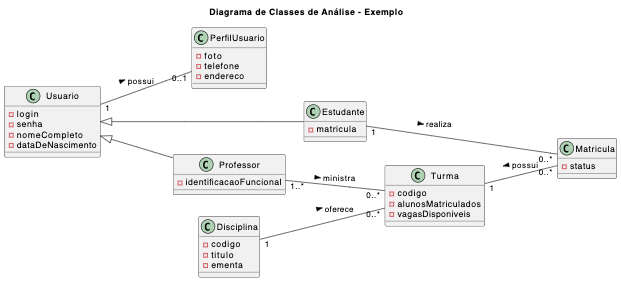 Diagrama de Classes de Análise - Exemplo
C PerfilUsuario
foto
telefone
endereco
possui
0..1
1
C Usuario
login
senha
nomeCompleto
dataDeNascimento
C Estudante
matricula
1
realiza
0..*
C Matricula
status
possui
0..*
1
C Professor
identificacaoFuncional
1..*
ministra
0..*
C Turma
codigo
alunosMatriculados
vagasDisponiveis
oferece
0..*
1
C Disciplina
codigo
titulo
ementa